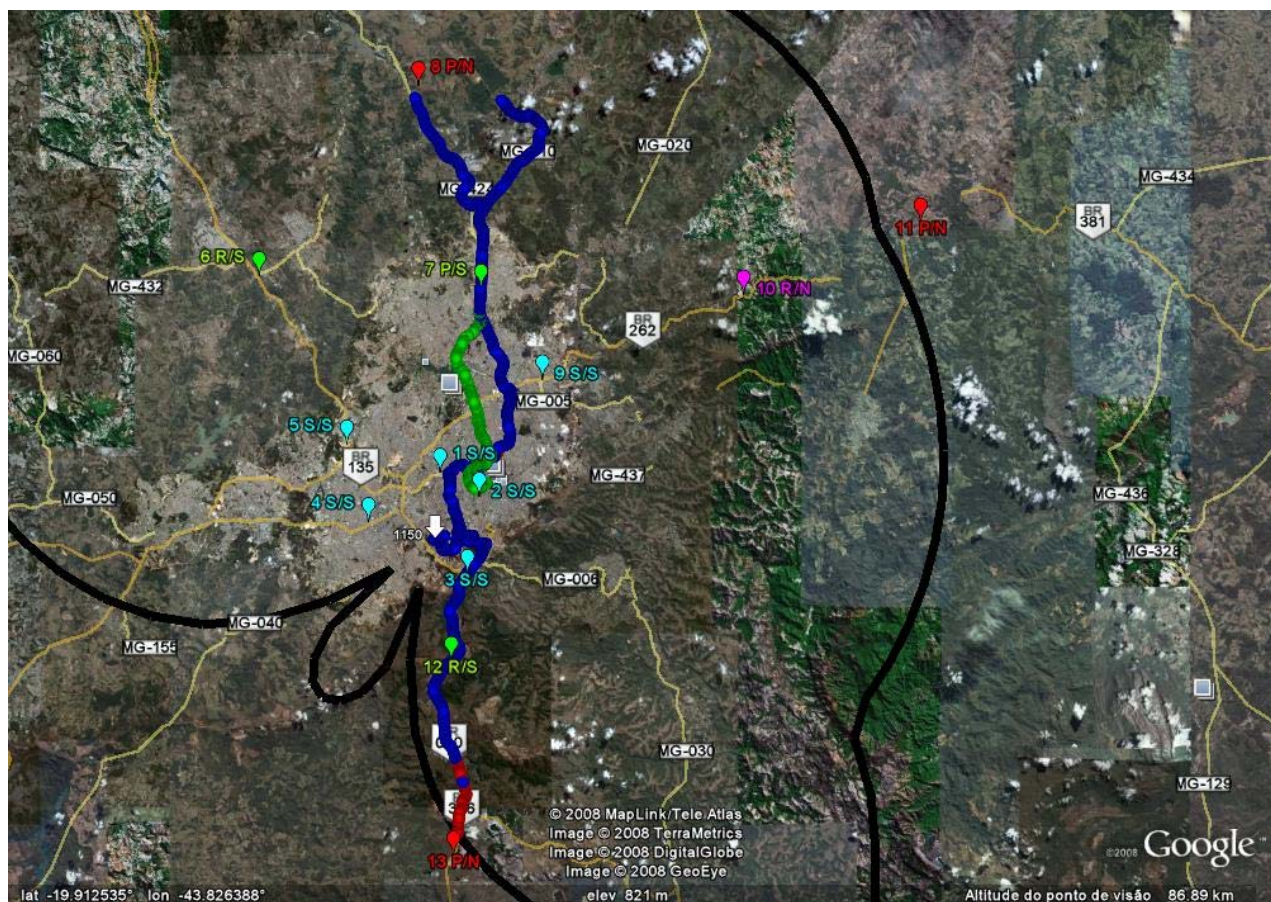 8 P/N
MG-020
MG-434
MG-424
BR
381
11 P/N
6 R/S
7 P/S
10 R/N
MG-432
BR
262
MG-060
9 S/S
MG-005
5 S/S
1 S/S
BR
135
MG-437
2 S/S
MG-050
4 S/S
MG-436
1150
MG-328
3 S/S
MG-006
MG-040
MG-155
12 R/S
BR
MG-030
MG-129
© 2008 MapLink/Tele Atlas
Image © 2008 TerraMetrics
Image © 2008 DigitalGlobe
Image © 2008 GeoEye
©2008 Google™
13 P/N
lat -19.912535° lon -43.826388° elev 821 m Altitude do ponto de visão 86.89 km